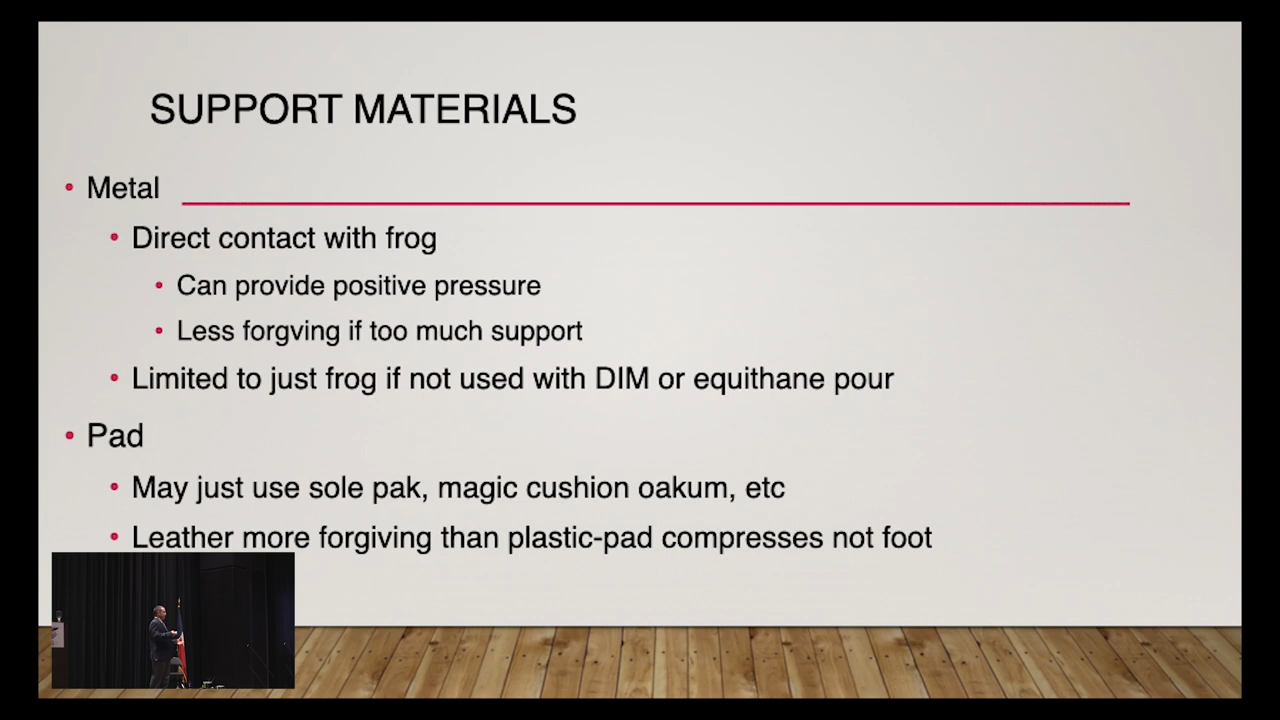 SUPPORT MATERIALS
• Metal
• Direct contact with frog
• Can provide positive pressure
• Less forgving if too much support
• Limited to just frog if not used with DIM or equithane pour
• Pad
• May just use sole pak, magic cushion oakum, etc
• Leather more forgiving than plastic-pad compresses not foot